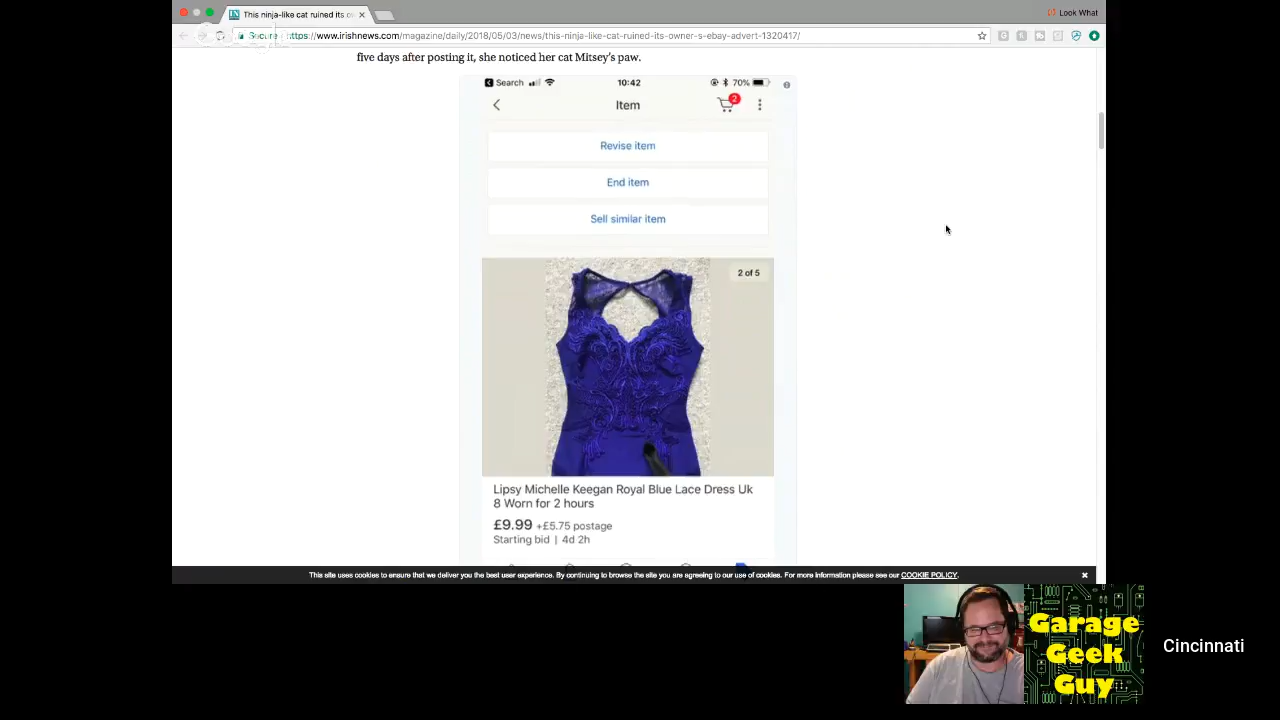 This ninja-like cat ruined its ow
Look What
Secure
https://www.irishnews.com/magazine/daily/2018/05/03/news/this-ninja-like-cat-ruined-its-owner-s-ebay-advert-1320417/
five days after posting it, she noticed her cat Mitsey's paw.
Search
10:42
70%
Item
2
Revise item
End item
Sell similar item
2 of 5
Lipsy Michelle Keegan Royal Blue Lace Dress Uk
8 Worn for 2 hours
£9.99 +£5.75 postage
Starting bid | 4d 2h
This site uses cookies to ensure that we deliver you the best user experience. By continuing to browse the site you are agreeing to our use of cookies. For more information please see our COOKIE POLICY.
Garage
Geek
Guy
Cincinnati